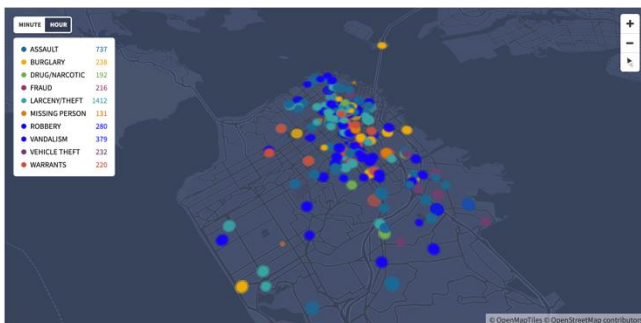 MINUTE HOUR
ASSAULT 737
BURGLARY 238
DRUG/NARCOTIC 192
FRAUD 216
LARCENY/THEFT 1412
MISSING PERSON 131
ROBBERY 280
VANDALISM 379
VEHICLE THEFT 232
WARRANTS 220
+
−
© OpenMapTiles © OpenStreetMap contributors